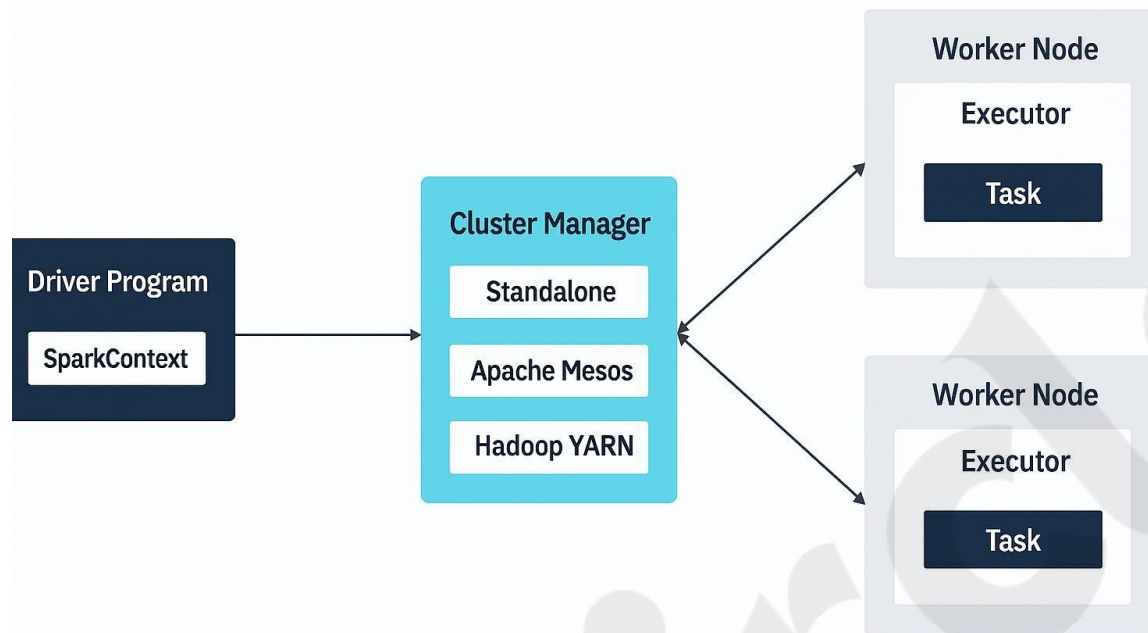 Driver Program
SparkContext
Cluster Manager
Standalone
Apache Mesos
Hadoop YARN
Worker Node
Executor
Task
Worker Node
Executor
Task